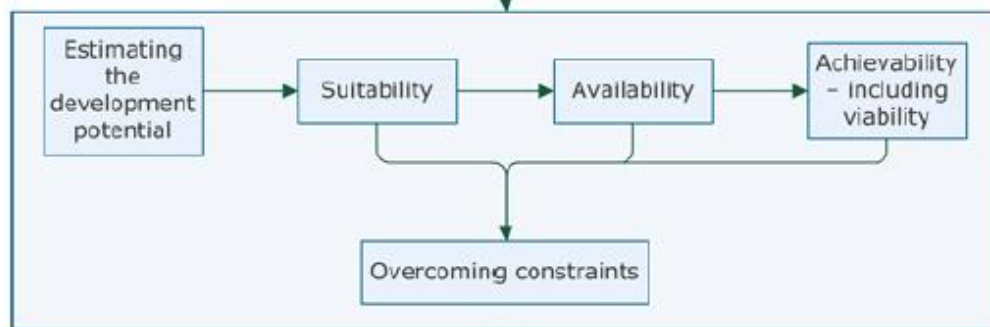 Estimating
the
development
potential
Suitability
Availability
Achievability
– including
viability
Overcoming constraints